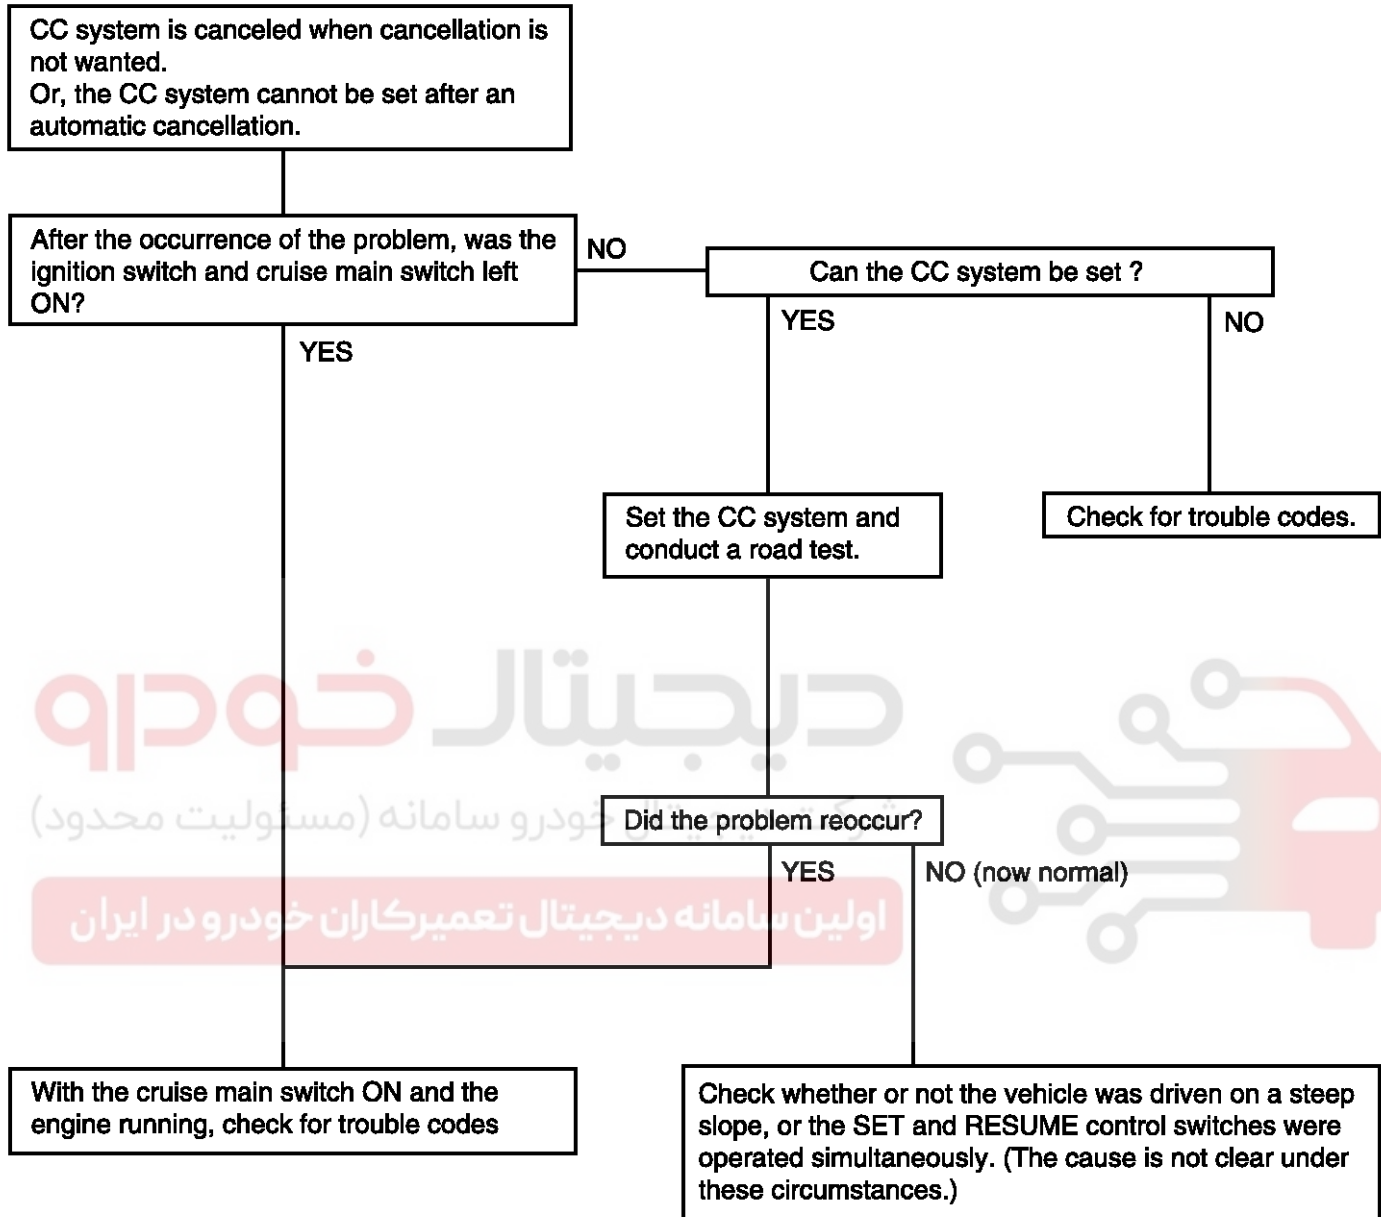 CC system is canceled when cancellation is
not wanted.
Or, the CC system cannot be set after an
automatic cancellation.
After the occurrence of the problem, was the
ignition switch and cruise main switch left
ON?
NO
Can the CC system be set ?
YES
YES
NO
Set the CC system and
conduct a road test.
Check for trouble codes.
دیجیتال خودرو
شرکت دیجیتال خودرو سامانه (مسئولیت محدود)
Did the problem reoccur?
YES
NO (now normal)
اولین سامانه دیجیتال تعمیرکاران خودرو در ایران
With the cruise main switch ON and the
engine running, check for trouble codes
Check whether or not the vehicle was driven on a steep
slope, or the SET and RESUME control switches were
operated simultaneously. (The cause is not clear under
these circumstances.)